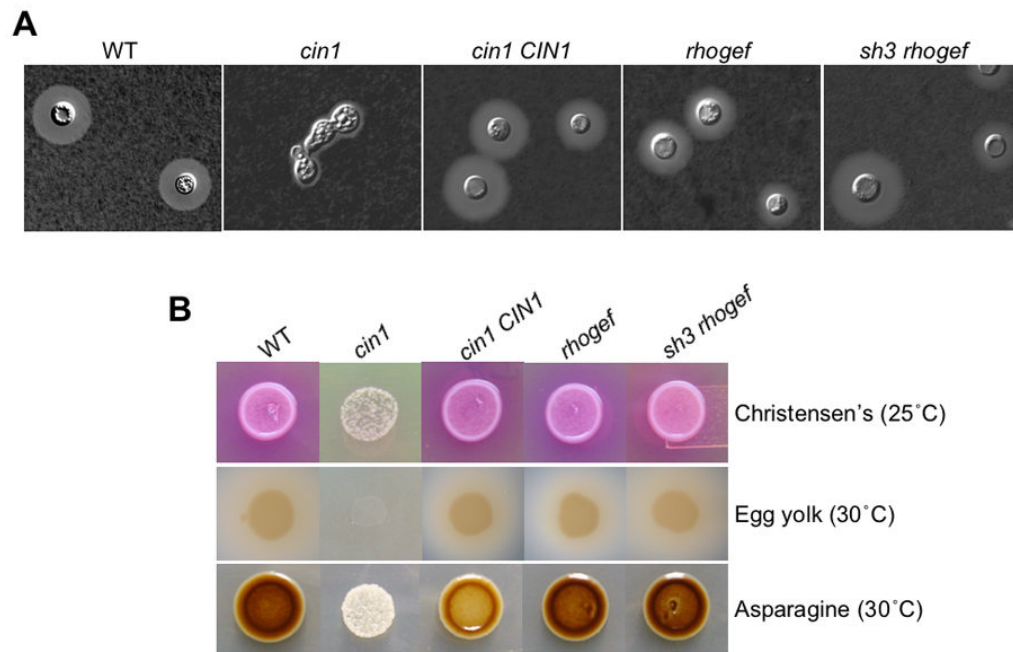 A
WT cin1 cin1 CIN1 rhogef sh3 rhogef
B
WT cin1 cin1 CIN1 rhogef sh3 rhogef
Christensen's (25˚C)
Egg yolk (30˚C)
Asparagine (30˚C)